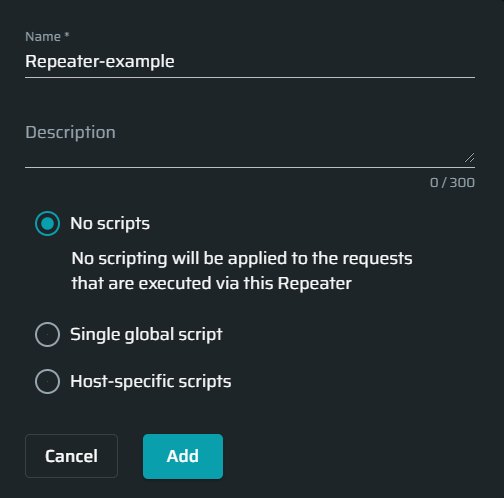 Name *
Repeater-example
Description
0 / 300
No scripts
No scripting will be applied to the requests
that are executed via this Repeater
Single global script
Host-specific scripts
Cancel Add